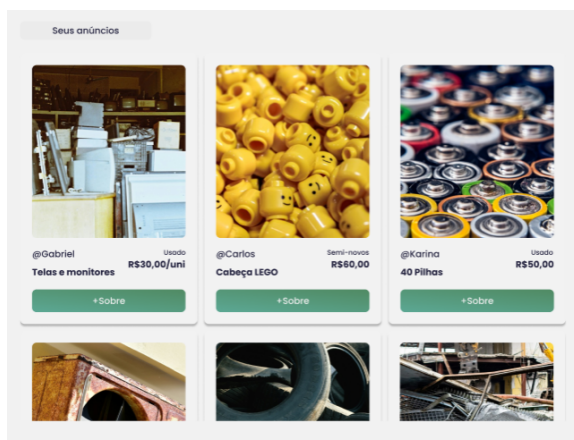 Seus anúncios
@Gabriel
Usado
Telas e monitores
R$30,00/uni
+Sobre
@Carlos
Semi-novos
Cabeça LEGO
R$60,00
+Sobre
@Karina
Usado
40 Pilhas
R$50,00
+Sobre